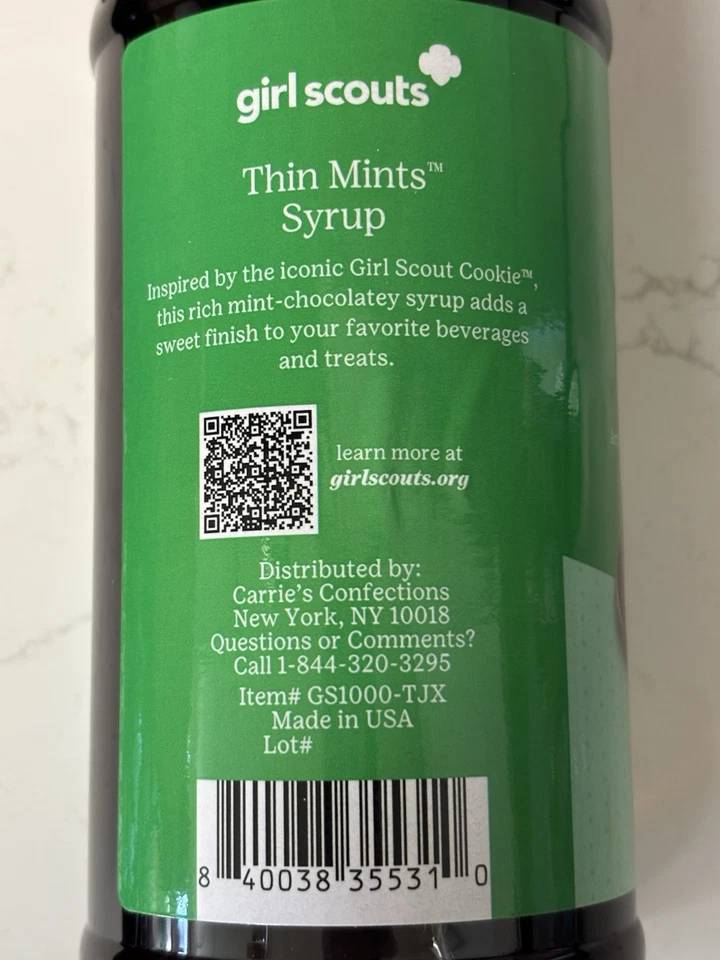 girl scouts
Thin Mints™
Syrup
Inspired by the iconic Girl Scout Cookie™,
this rich mint-chocolatey syrup adds a
sweet finish to your favorite beverages
and treats.
learn more at
girlscouts.org
Distributed by:
Carrie's Confections
New York, NY 10018
Questions or Comments?
Call 1-844-320-3295
Item# GS1000-TJX
Made in USA
Lot#
8 40038 35531 0